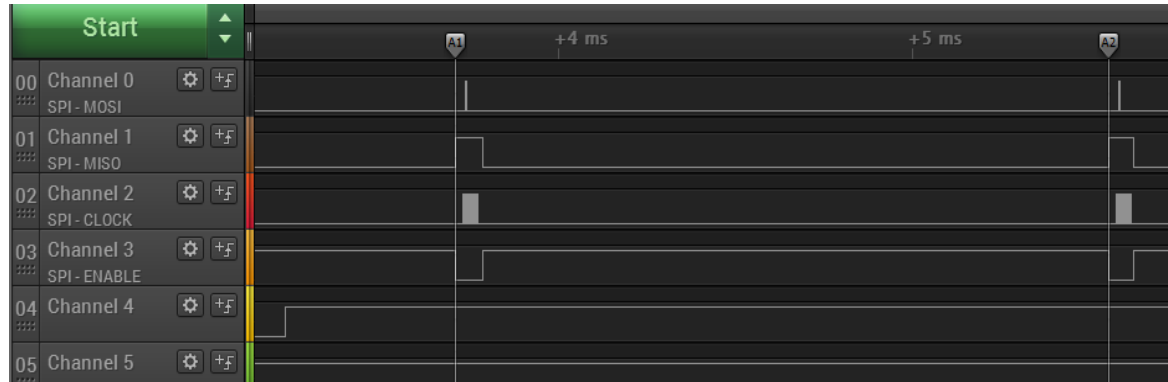 Start
A1
+4 ms
+5 ms
A2
00 Channel 0
SPI - MOSI
01 Channel 1
SPI - MISO
02 Channel 2
SPI - CLOCK
03 Channel 3
SPI - ENABLE
04 Channel 4
05 Channel 5